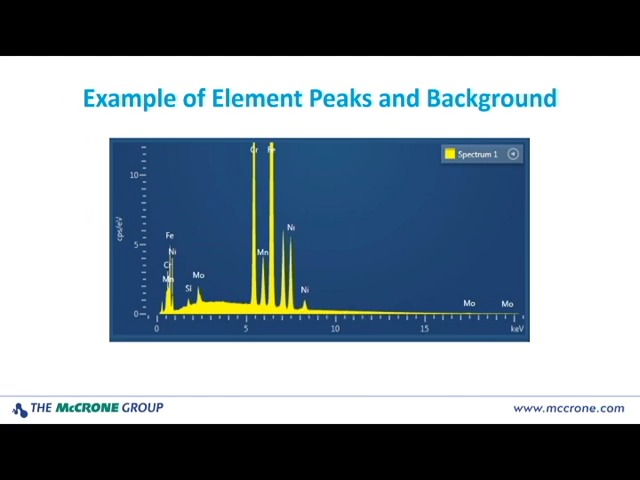 Example of Element Peaks and Background
Spectrum 1
cps/eV
10
5
0
Cr
Fe
Fe
Ni
Cr
Mn
Mo
Si
Mn
Ni
Ni
Mo
Mo
0
5
10
15
keV
THE McCRONE GROUP
www.mccrone.com